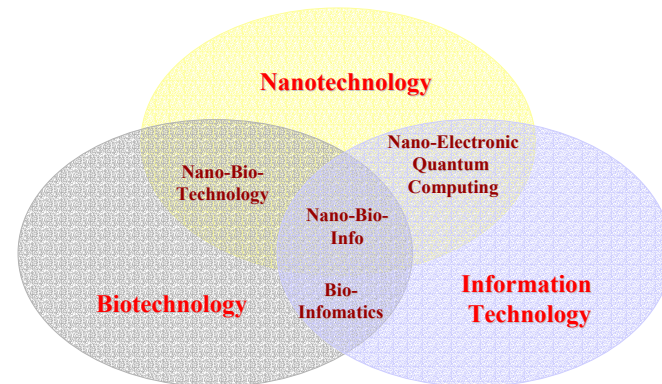 Nanotechnology
Nano-Electronic
Quantum
Computing
Nano-Bio-
Technology
Nano-Bio-
Info
Biotechnology
Bio-
Infomatics
Information
Technology